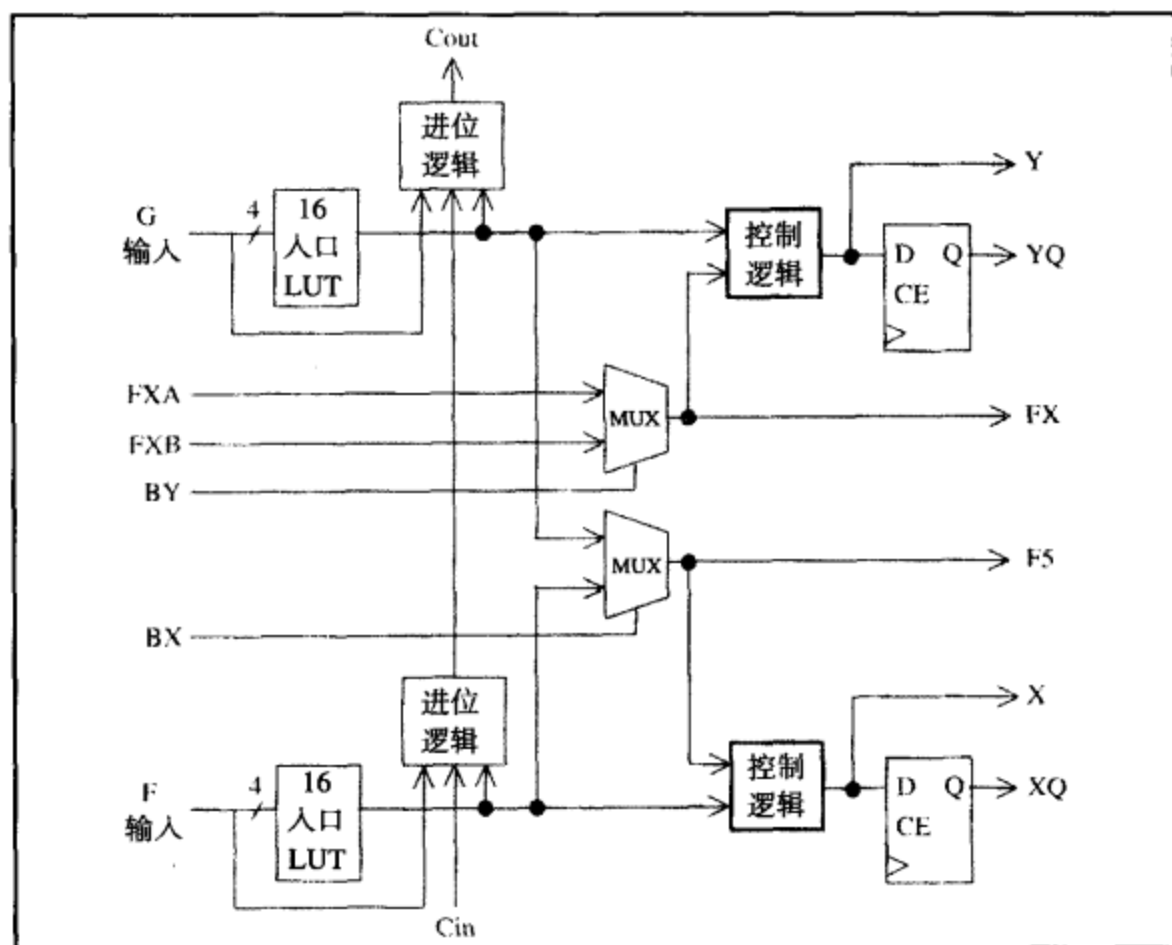 Cout
进位
逻辑
G
输入
4
16
入口
LUT
控制
逻辑
Y
D Q
CE
YQ
FXA
FXB
BY
MUX
FX
MUX
F5
BX
进位
逻辑
F
输入
4
16
入口
LUT
控制
逻辑
X
D Q
CE
XQ
Cin